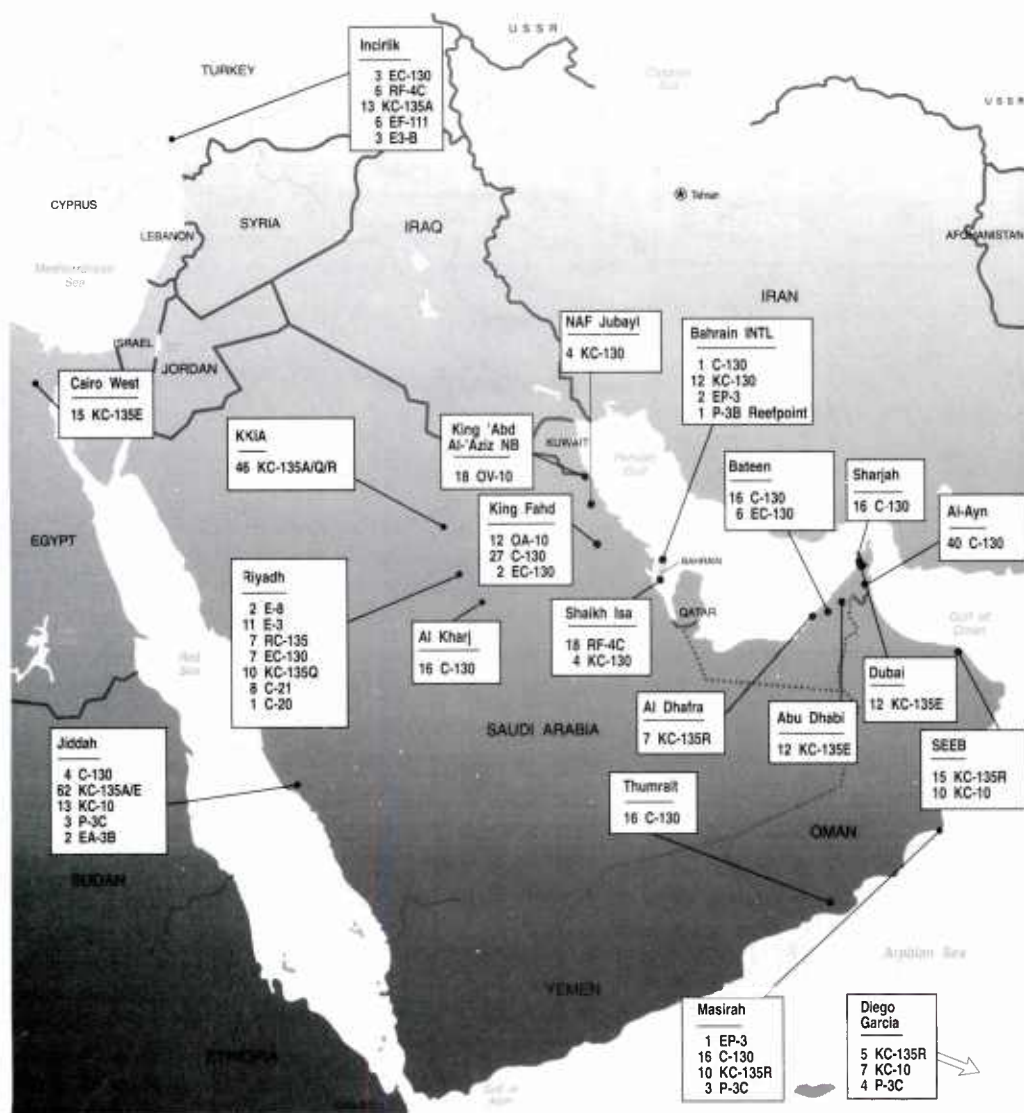 USSR
Incirlik
3 EC-130
6 RF-4C
13 KC-135A
6 EF-111
3 E3-B
TURKEY
Caspian Sea
USSR
CYPRUS
SYRIA
IRAQ
Tehran
LEBANON
AFGHANISTAN
Mediterranean Sea
IRAN
ISRAEL
JORDAN
NAF Jubayl
4 KC-130
Bahrain INTL
1 C-130
12 KC-130
2 EP-3
1 P-3B Reefpoint
Cairo West
15 KC-135E
KKIA
46 KC-135A/Q/R
King 'Abd
Al-'Aziz NB
18 OV-10
KUWAIT
Persian Gulf
Bateen
16 C-130
6 EC-130
Sharjah
16 C-130
Al-Ayn
40 C-130
EGYPT
King Fahd
12 OA-10
27 C-130
2 EC-130
BAHRAIN
Riyadh
2 E-8
11 E-3
7 RC-135
7 EC-130
10 KC-135Q
8 C-21
1 C-20
Al Kharj
16 C-130
Shaikh Isa
18 RF-4C
4 KC-130
QATAR
Gulf of Oman
Red Sea
Al Dhafra
7 KC-135R
Abu Dhabi
12 KC-135E
Dubai
12 KC-135E
SAUDI ARABIA
SEEB
15 KC-135R
10 KC-10
Jiddah
4 C-130
62 KC-135A/E
13 KC-10
3 P-3C
2 EA-3B
Thumrait
16 C-130
OMAN
SUDAN
Arabian Sea
YEMEN
Masirah
1 EP-3
16 C-130
10 KC-135R
3 P-3C
Diego
Garcia
5 KC-135R
7 KC-10
4 P-3C
ETHIOPIA
Gulf of Aden